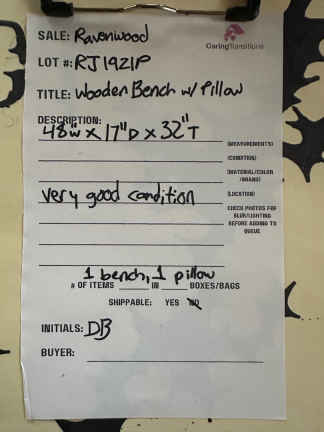 SALE: Ravenwood
CaringTransitions
LOT #: RJ1921P
TITLE: Wooden Bench w/ Pillow
DESCRIPTION:
48"W x 17"D x 32"T
(MEASUREMENTS)
(CONDITION)
(MATERIAL/COLOR
/BRAND)
very good condition
(LOCATION)
CHECK PHOTOS FOR
BLUR/LIGHTING
BEFORE ADDING TO
QUEUE
1 bench, 1 pillow
# OF ITEMS IN BOXES/BAGS
SHIPPABLE: YES NO
INITIALS: DB
BUYER: